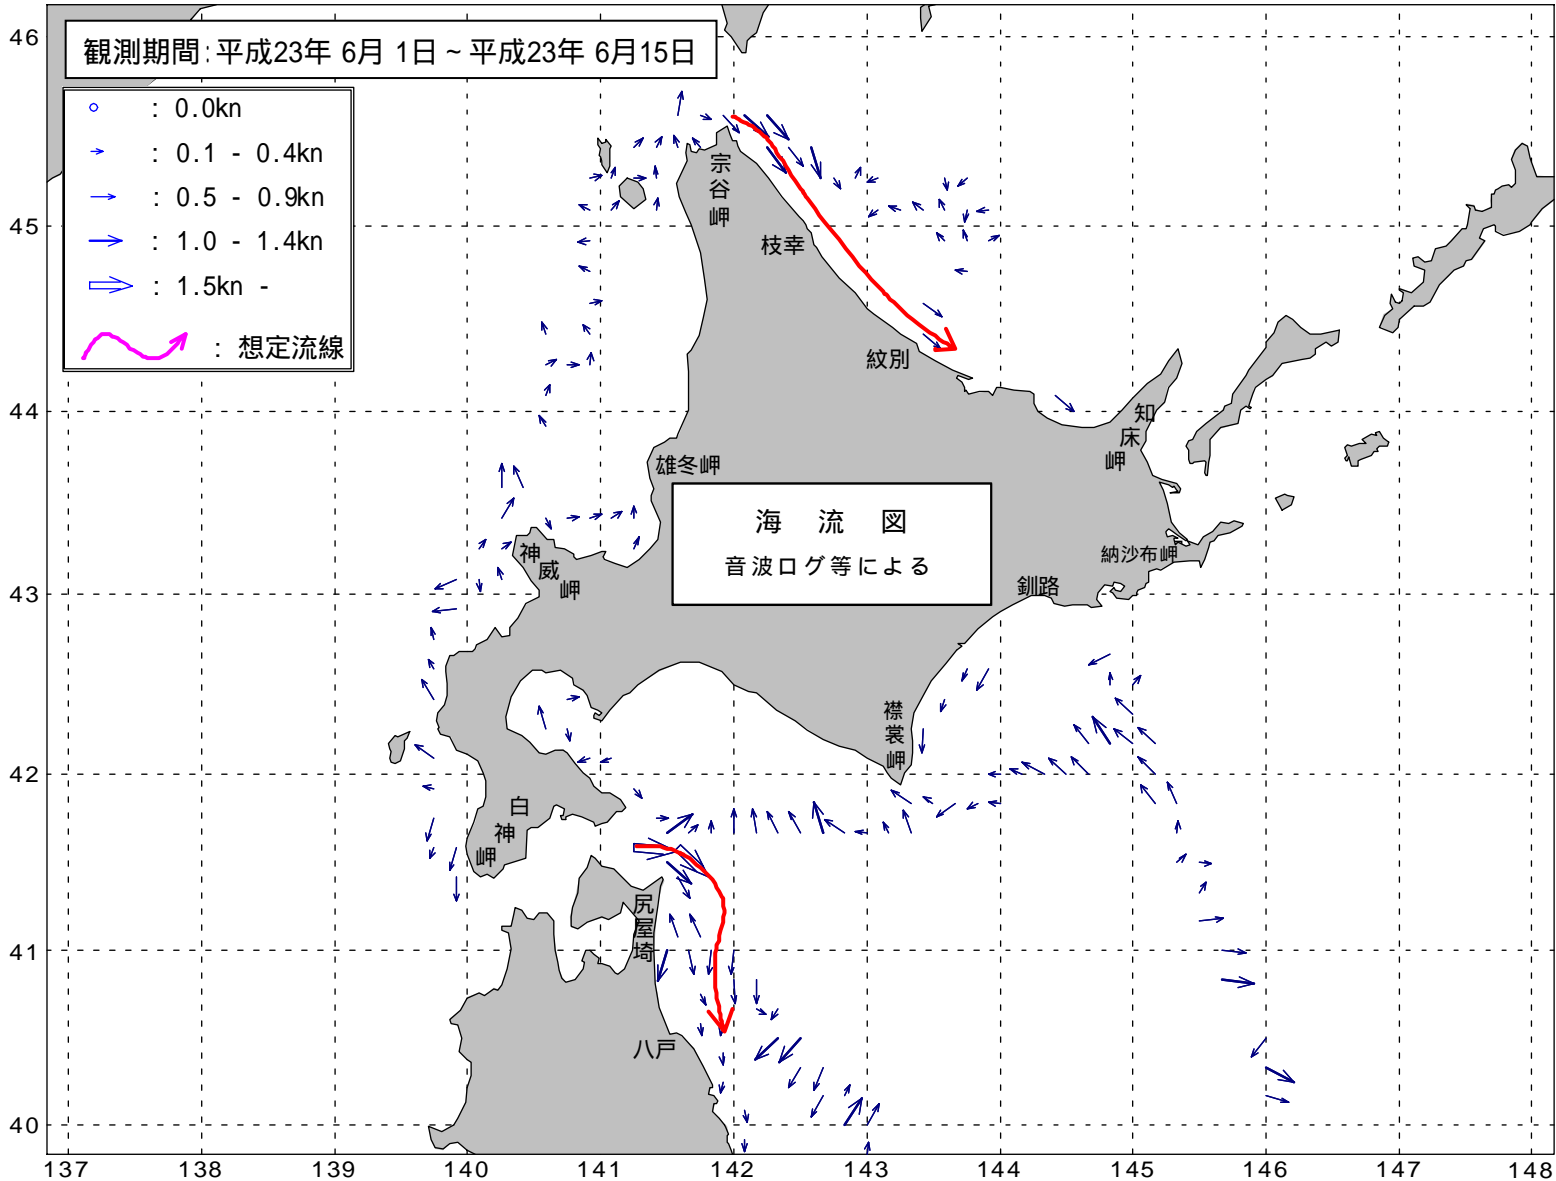 観測期間:平成23年 6月 1日 ~ 平成23年 6月15日
: 0.0kn
: 0.1 - 0.4kn
: 0.5 - 0.9kn
: 1.0 - 1.4kn
: 1.5kn -
: 想定流線
46
45
44
43
42
41
40
137 138 139 140 141 142 143 144 145 146 147 148
宗谷岬
枝幸
紋別
知床岬
雄冬岬
海 流 図
音波ログ等による
納沙布岬
釧路
神威岬
襟裳岬
白神岬
尻屋埼
八戸